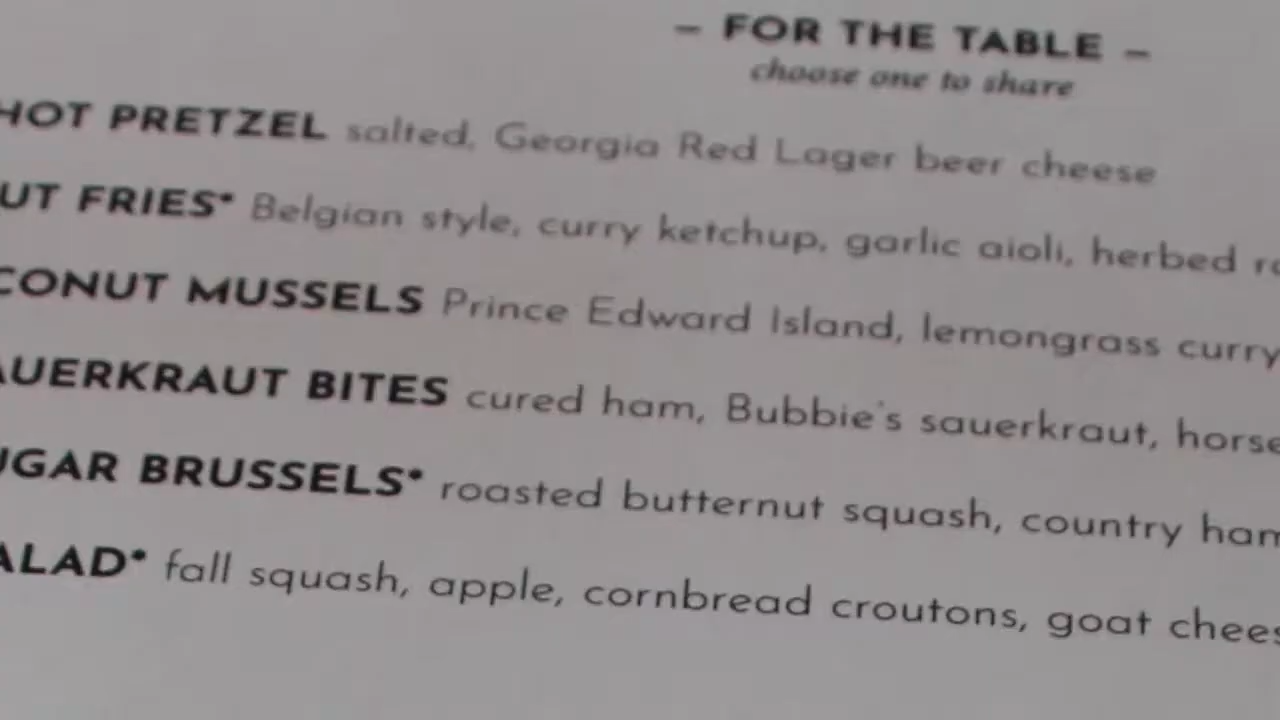 – FOR THE TABLE –
choose one to share
HOT PRETZEL salted, Georgia Red Lager beer cheese
UT FRIES* Belgian style, curry ketchup, garlic aioli, herbed
CONUT MUSSELS Prince Edward Island, lemongrass curry
AUERKRAUT BITES cured ham, Bubbie's sauerkraut, horse
UGAR BRUSSELS* roasted butternut squash, country ham
ALAD* fall squash, apple, cornbread croutons, goat chees